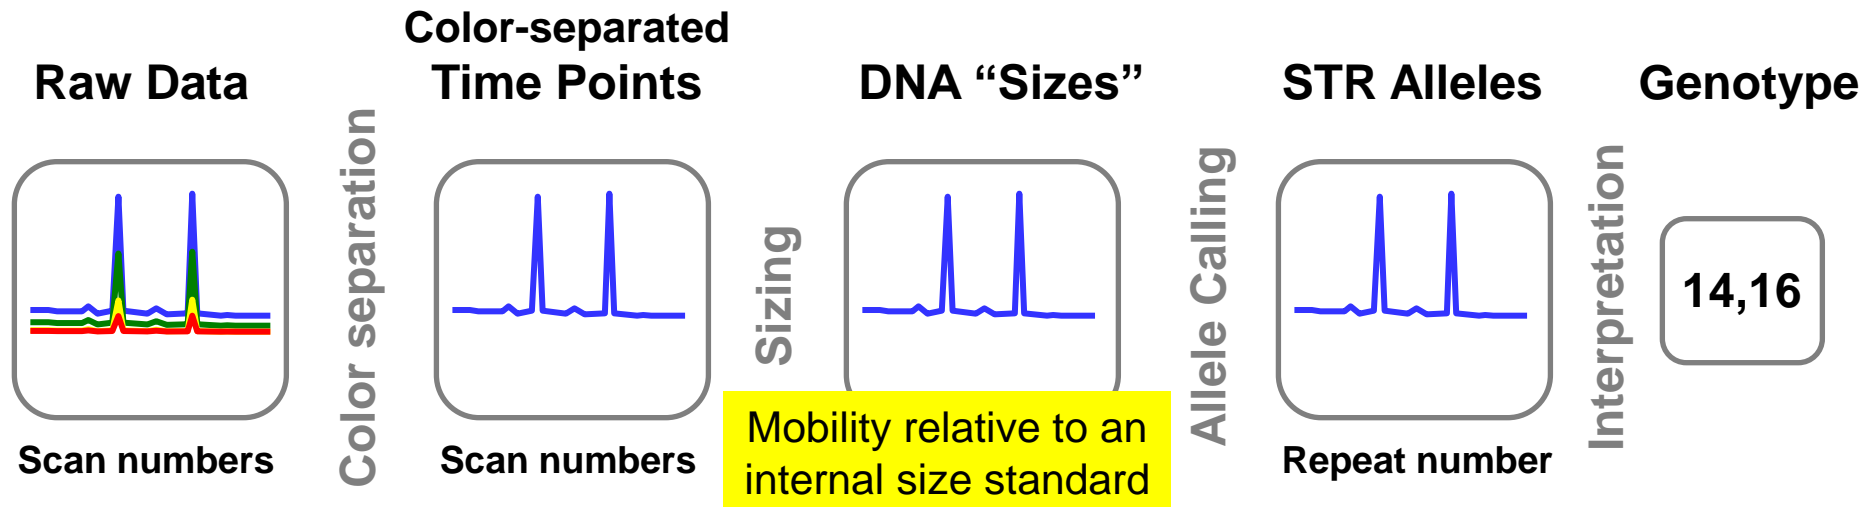 Raw Data
Color separation
Color-separated
Time Points
Sizing
DNA “Sizes”
Allele Calling
STR Alleles
Interpretation
Genotype
14,16
Scan numbers
Scan numbers
Mobility relative to an
internal size standard
Repeat number